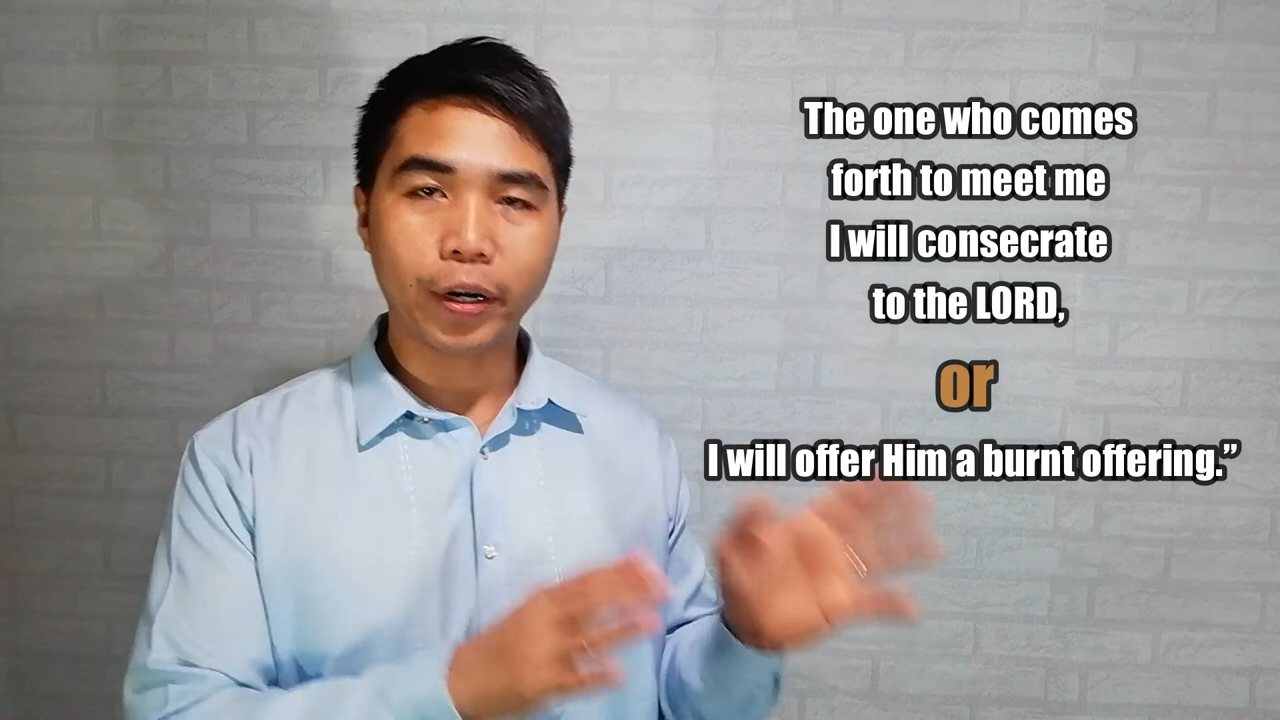 The one who comes
forth to meet me
I will consecrate
to the LORD,
or
I will offer Him a burnt offering.”